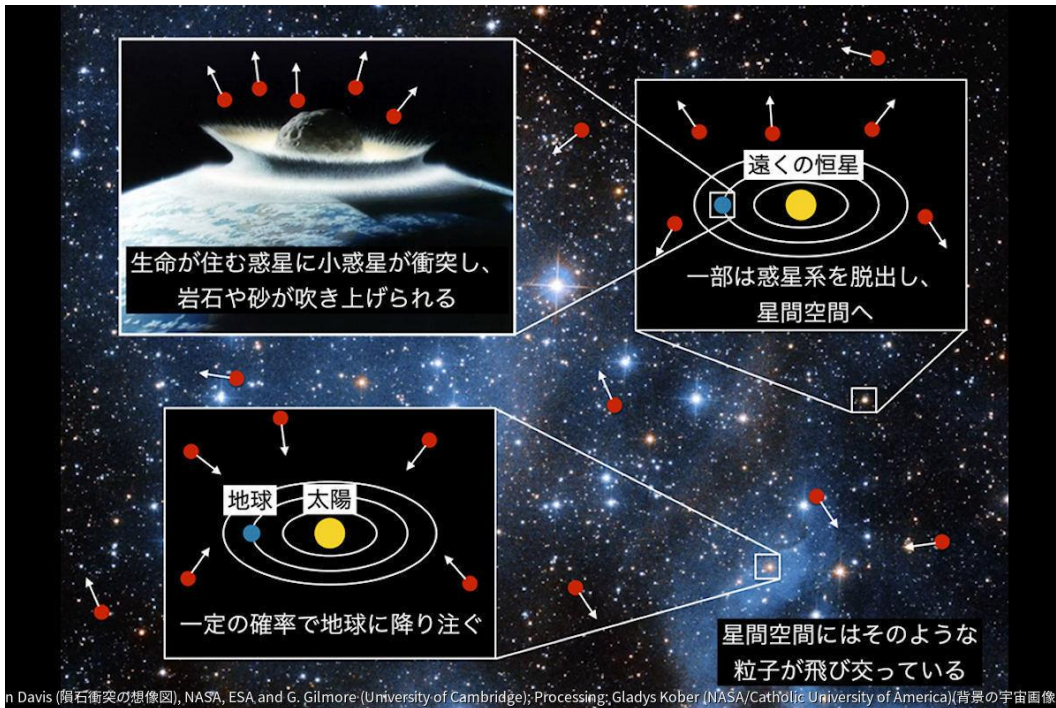 生命が住む惑星に小惑星が衝突し、
岩石や砂が吹き上げられる
遠くの恒星
一部は惑星系を脱出し、
星間空間へ
地球
太陽
一定の確率で地球に降り注ぐ
星間空間にはそのような
粒子が飛び交っている
n Davis (隕石衝突の想像図), NASA, ESA and G. Gilmore (University of Cambridge); Processing: Gladys Kober (NASA/Catholic University of America)(背景の宇宙画像